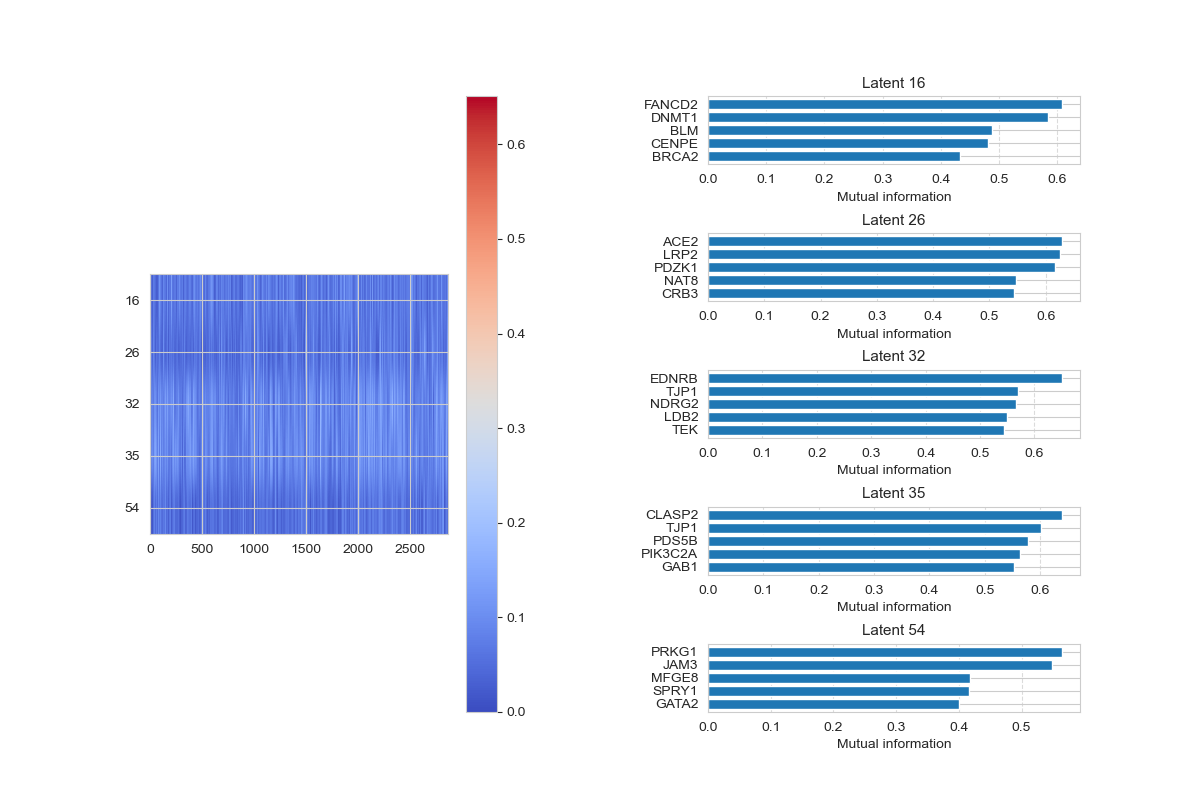 16
26
32
35
54
0 500 1000 1500 2000 2500
0.6
0.5
0.4
0.3
0.2
0.1
0.0
Latent 16
FANCD2
DNMT1
BLM
CENPE
BRCA2
0.0 0.1 0.2 0.3 0.4 0.5 0.6
Mutual information
Latent 26
ACE2
LRP2
PDZK1
NAT8
CRB3
0.0 0.1 0.2 0.3 0.4 0.5 0.6
Mutual information
Latent 32
EDNRB
TJP1
NDRG2
LDB2
TEK
0.0 0.1 0.2 0.3 0.4 0.5 0.6
Mutual information
Latent 35
CLASP2
TJP1
PDS5B
PIK3C2A
GAB1
0.0 0.1 0.2 0.3 0.4 0.5 0.6
Mutual information
Latent 54
PRKG1
JAM3
MFGE8
SPRY1
GATA2
0.0 0.1 0.2 0.3 0.4 0.5
Mutual information